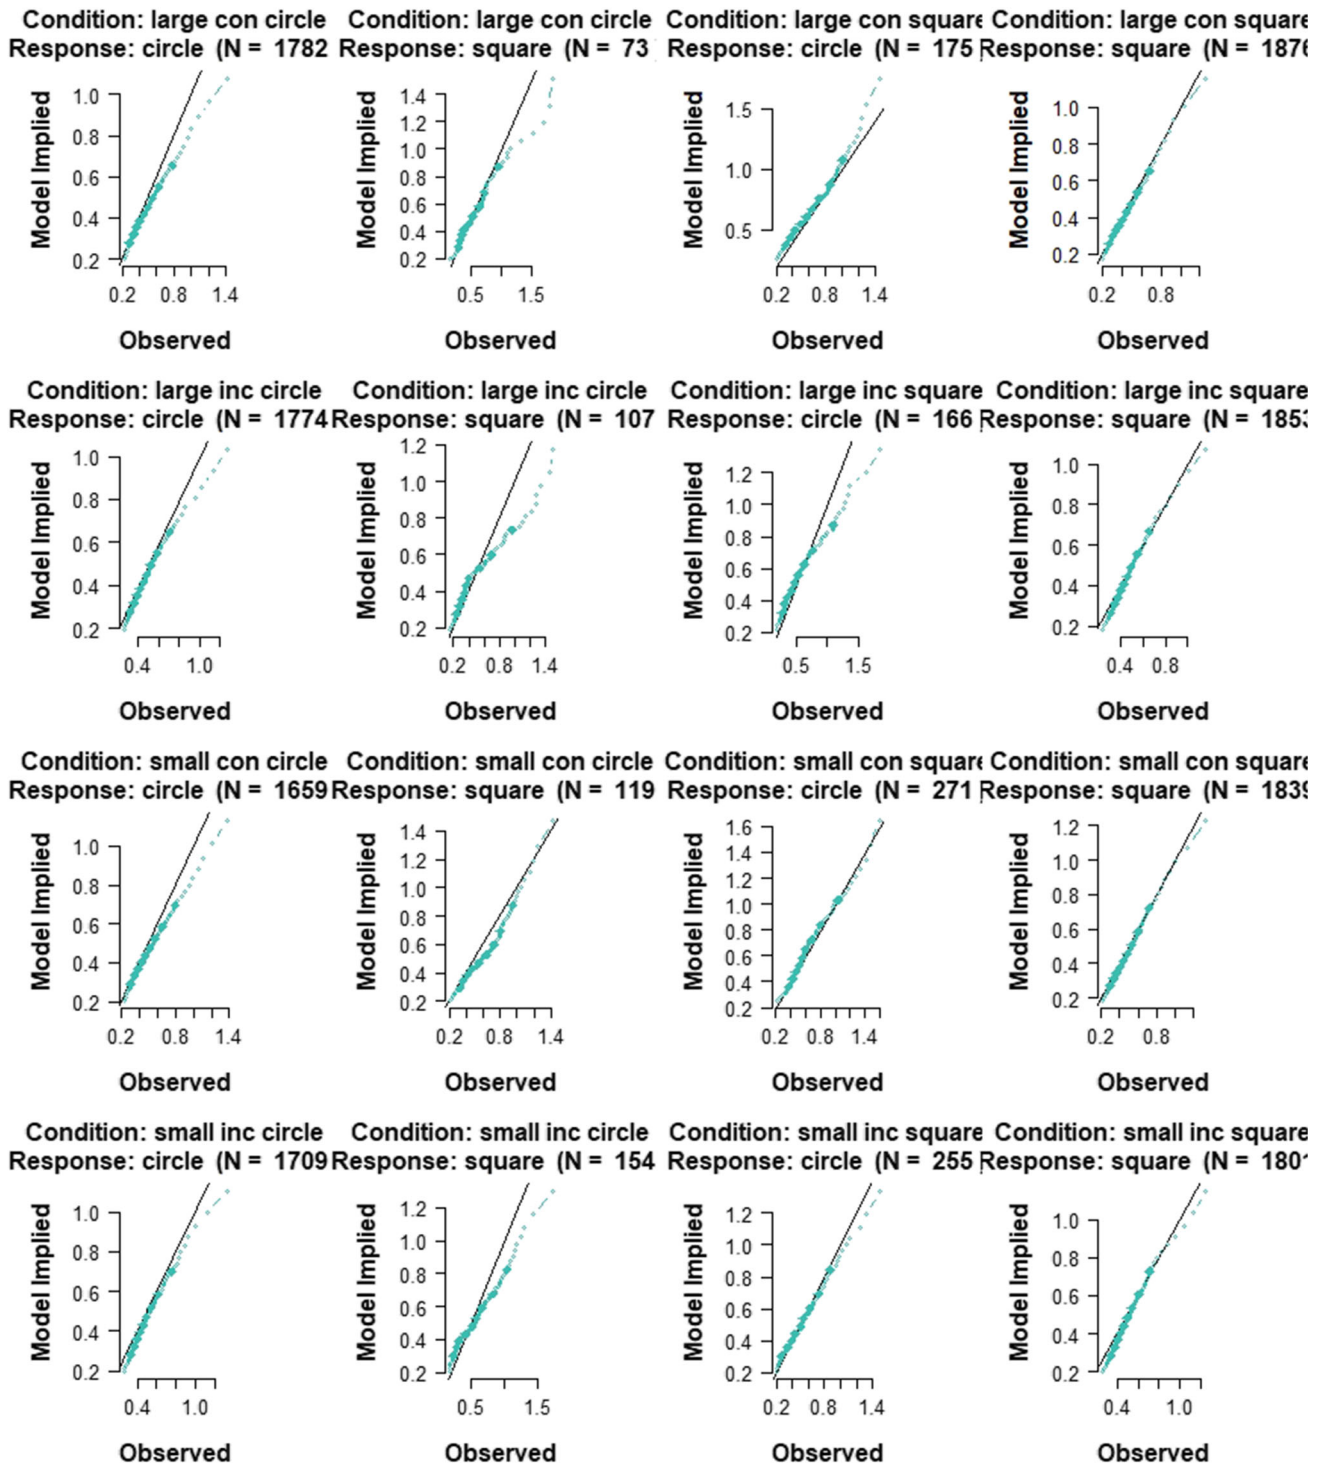 Condition: large con circle
Response: circle (N = 1782
Model Implied
1.0
0.8
0.6
0.4
0.2
0.2 0.8 1.4
Observed
Condition: large con circle
Response: square (N = 73
Model Implied
1.4
1.2
1.0
0.8
0.6
0.4
0.2
0.5 1.5
Observed
Condition: large con square
Response: circle (N = 175
Model Implied
1.5
1.0
0.5
0.2 0.8 1.4
Observed
Condition: large con square
Response: square (N = 1876
Model Implied
1.0
0.8
0.6
0.4
0.2
0.2 0.8
Observed
Condition: large inc circle
Response: circle (N = 1774
Model Implied
1.0
0.8
0.6
0.4
0.2
0.4 1.0
Observed
Condition: large inc circle
Response: square (N = 107
Model Implied
1.2
1.0
0.8
0.6
0.4
0.2
0.2 0.8 1.4
Observed
Condition: large inc square
Response: circle (N = 166
Model Implied
1.2
1.0
0.8
0.6
0.4
0.2
0.5 1.5
Observed
Condition: large inc square
Response: square (N = 1853
Model Implied
1.0
0.8
0.6
0.4
0.2
0.4 0.8
Observed
Condition: small con circle
Response: circle (N = 1659
Model Implied
1.0
0.8
0.6
0.4
0.2
0.2 0.8 1.4
Observed
Condition: small con circle
Response: square (N = 119
Model Implied
1.4
1.2
1.0
0.8
0.6
0.4
0.2
0.2 0.8 1.4
Observed
Condition: small con square
Response: circle (N = 271
Model Implied
1.6
1.4
1.2
1.0
0.8
0.6
0.4
0.2
0.2 0.8 1.4
Observed
Condition: small con square
Response: square (N = 1839
Model Implied
1.2
1.0
0.8
0.6
0.4
0.2
0.2 0.8
Observed
Condition: small inc circle
Response: circle (N = 1709
Model Implied
1.0
0.8
0.6
0.4
0.2
0.4 1.0
Observed
Condition: small inc circle
Response: square (N = 154
Model Implied
1.2
1.0
0.8
0.6
0.4
0.2
0.5 1.5
Observed
Condition: small inc square
Response: circle (N = 255
Model Implied
1.2
1.0
0.8
0.6
0.4
0.2
0.2 0.8 1.4
Observed
Condition: small inc square
Response: square (N = 180
Model Implied
1.0
0.8
0.6
0.4
0.2
0.4 1.0
Observed